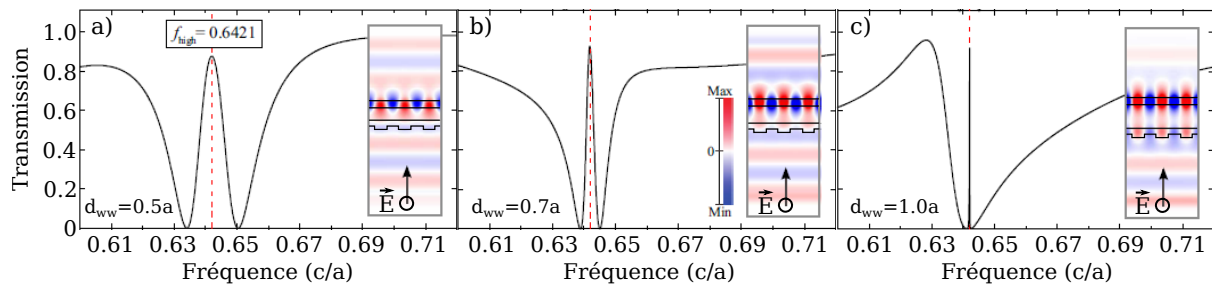 a)
f_high = 0.6421
Transmission
1.0
0.8
0.6
0.4
0.2
0
d_ww=0.5a
E
0.61 0.63 0.65 0.67 0.69 0.71
Fréquence (c/a)
b)
Max
0
Min
d_ww=0.7a
E
0.61 0.63 0.65 0.67 0.69 0.71
Fréquence (c/a)
c)
d_ww=1.0a
E
0.61 0.63 0.65 0.67 0.69 0.71
Fréquence (c/a)